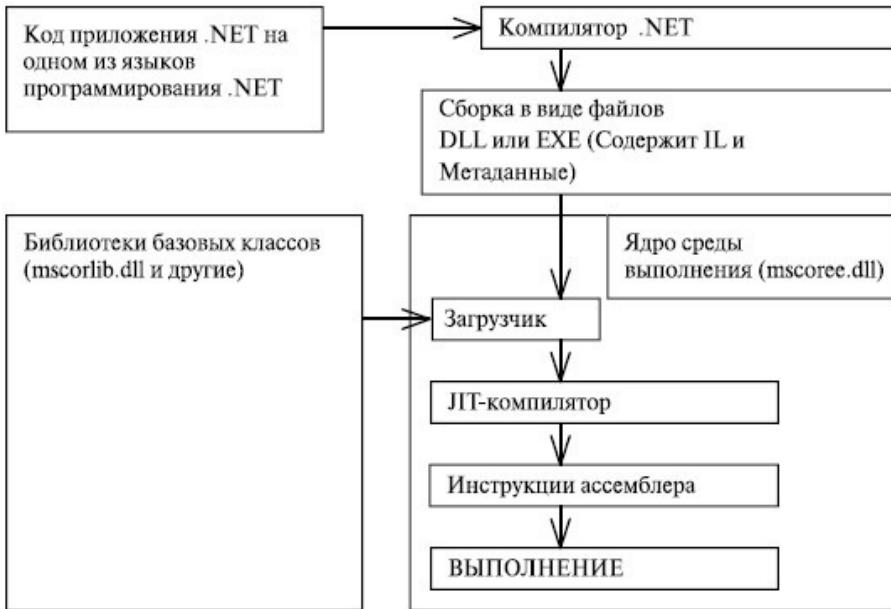 Код приложения .NET на
одном из языков
программирования .NET
Компилятор .NET
Сборка в виде файлов
DLL или EXE (Содержит IL и
Метаданные)
Библиотеки базовых классов
(mscorlib.dll и другие)
Ядро среды
выполнения (mscoree.dll)
Загрузчик
JIT-компилятор
Инструкции ассемблера
ВЫПОЛНЕНИЕ